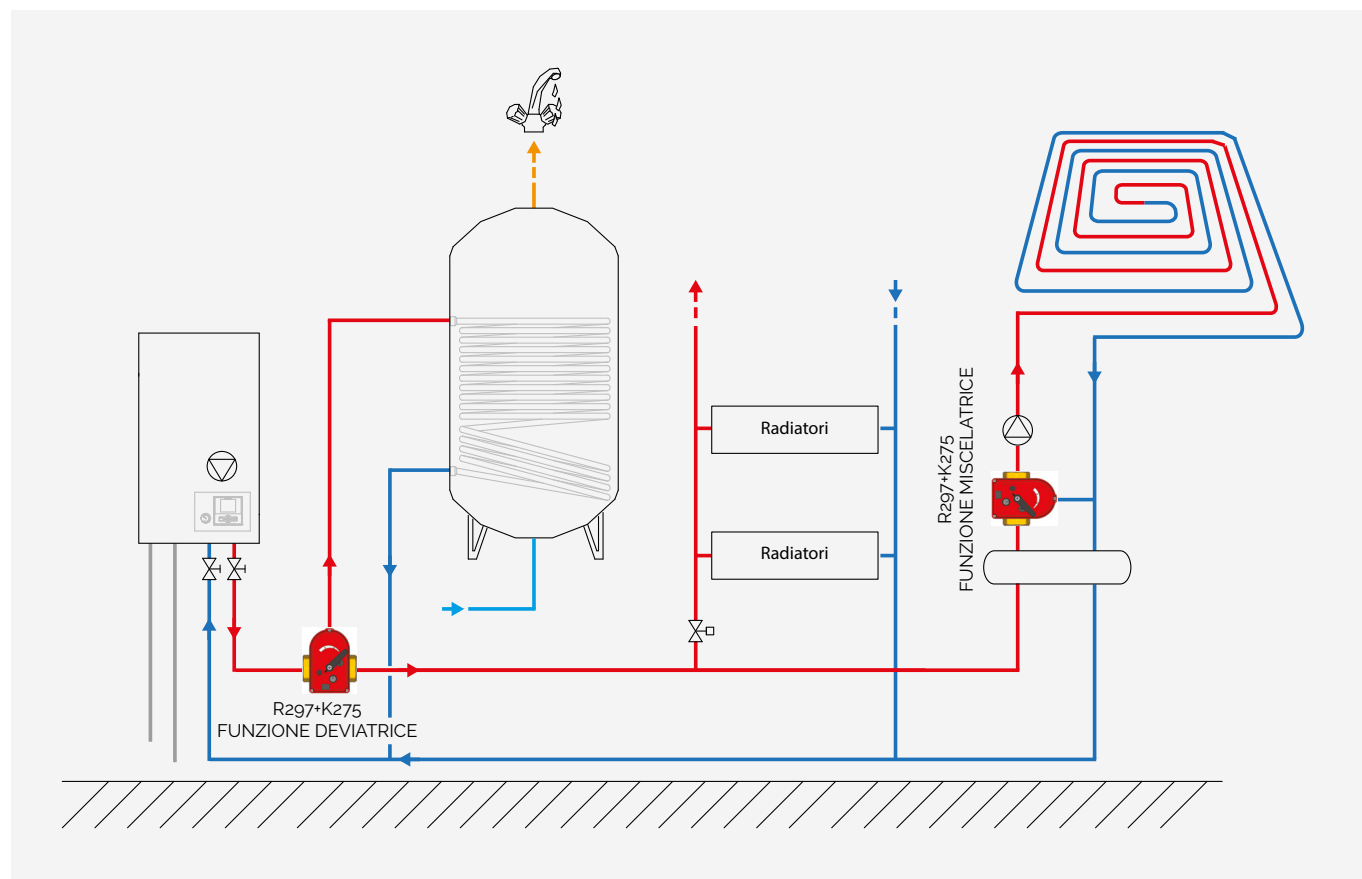 Radiatori
Radiatori
R297+K275
FUNZIONE MISCELATRICE
R297+K275
FUNZIONE DEVIATRICE